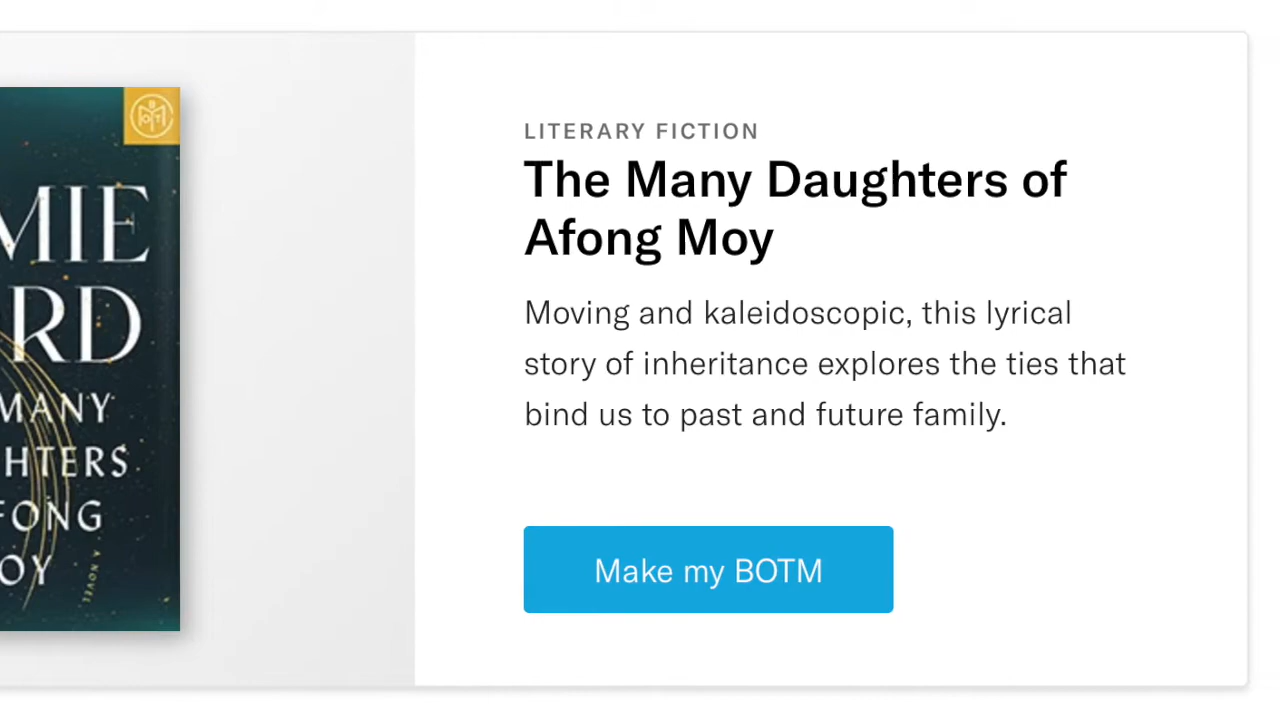 MIE
RD
MANY
HTERS
FONG
OY
A NOVEL
LITERARY FICTION
The Many Daughters of
Afong Moy
Moving and kaleidoscopic, this lyrical
story of inheritance explores the ties that
bind us to past and future family.
Make my BOTM